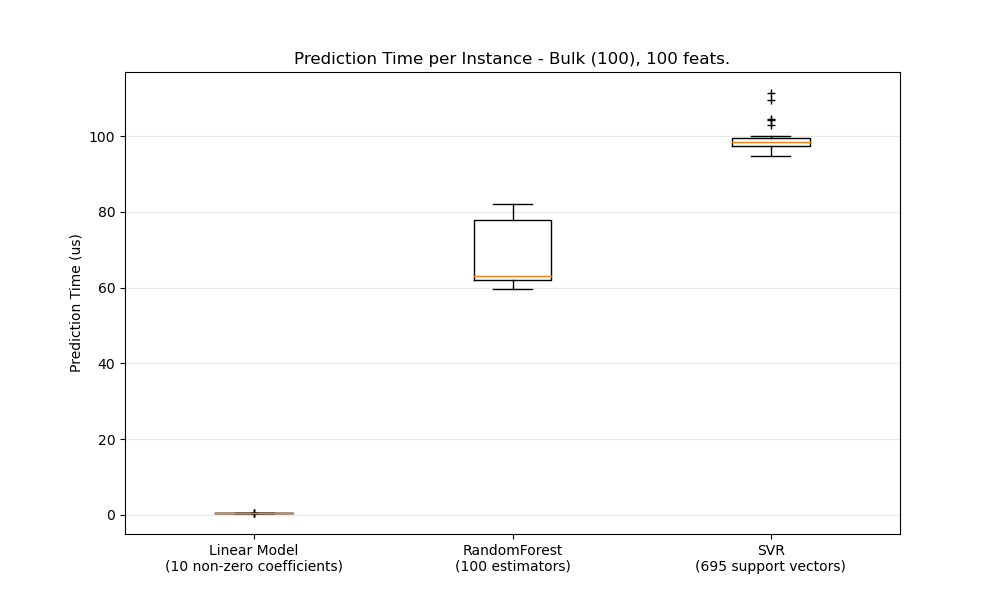 Prediction Time per Instance - Bulk (100), 100 feats.
Prediction Time (us)
100
80
60
40
20
0
Linear Model
(10 non-zero coefficients)
RandomForest
(100 estimators)
SVR
(695 support vectors)